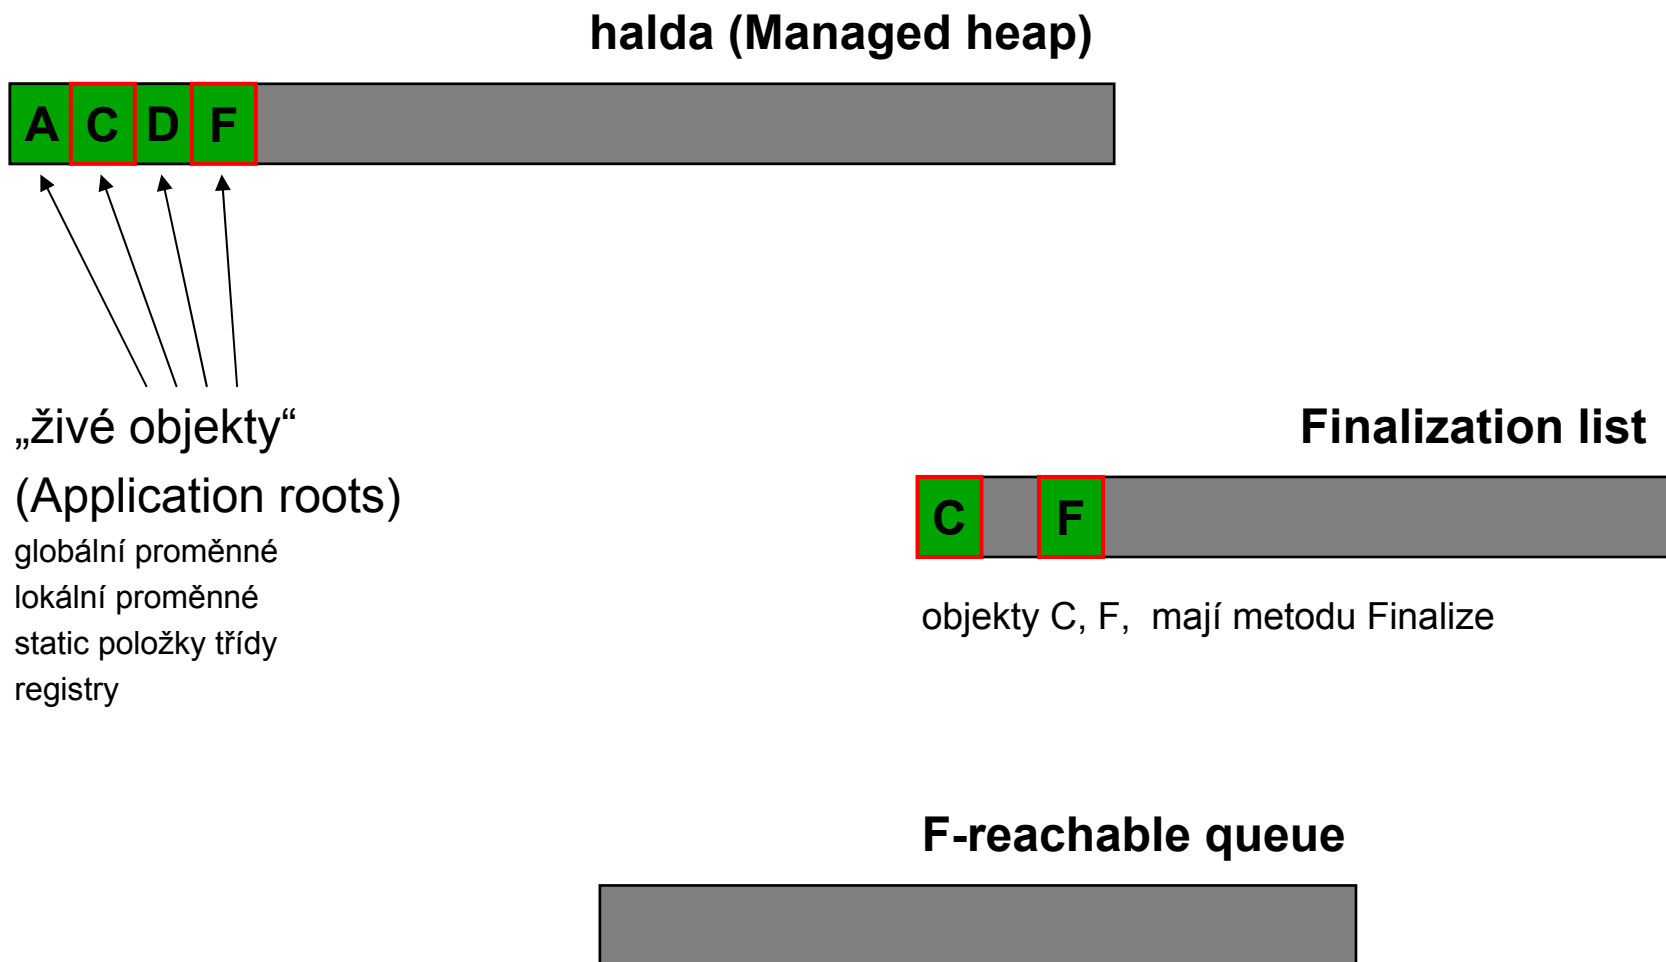 halda (Managed heap)
A C D F
„živé objekty“
(Application roots)
globální proměnné
lokální proměnné
static položky třídy
registry
Finalization list
C F
objekty C, F, mají metodu Finalize
F-reachable queue